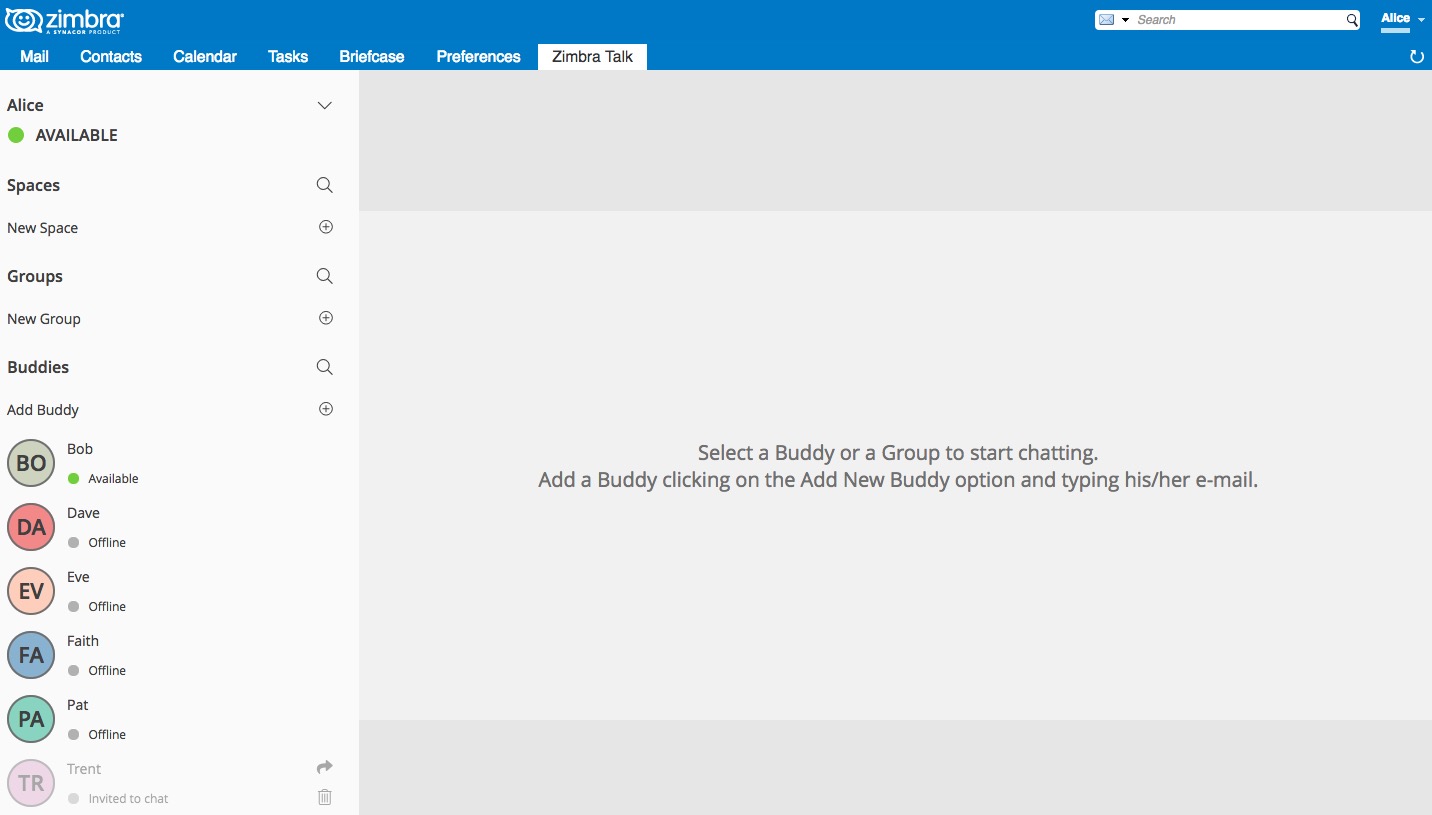 zimbra
A SYNACOR PRODUCT
Search
Alice
Mail Contacts Calendar Tasks Briefcase Preferences Zimbra Talk
Alice
AVAILABLE
Spaces
New Space
Groups
New Group
Buddies
Add Buddy
BO Bob
Available
DA Dave
Offline
EV Eve
Offline
FA Faith
Offline
PA Pat
Offline
TR Trent
Invited to chat
Select a Buddy or a Group to start chatting.
Add a Buddy clicking on the Add New Buddy option and typing his/her e-mail.